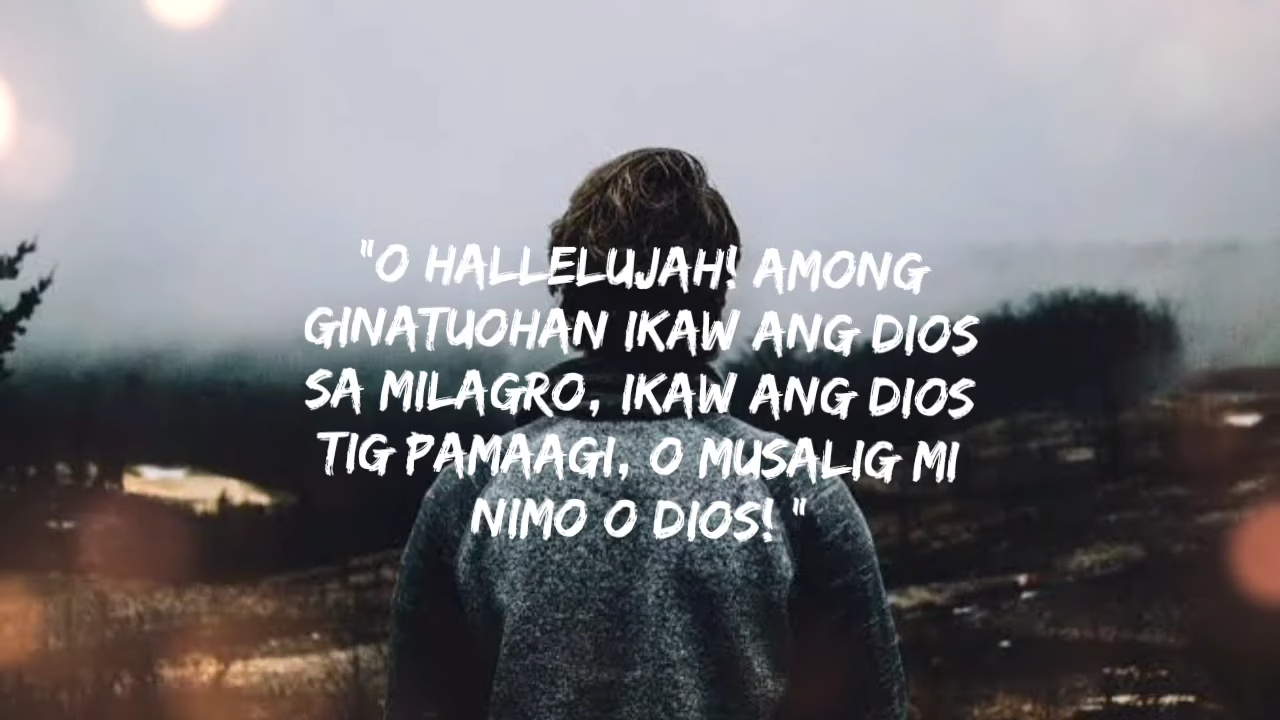 "O HALLELUJAH! AMONG
GINATUOHAN IKAW ANG DIOS
SA MILAGRO, IKAW ANG DIOS
TIG PAMAAGI, O MUSALIG MI
NIMO O DIOS! "